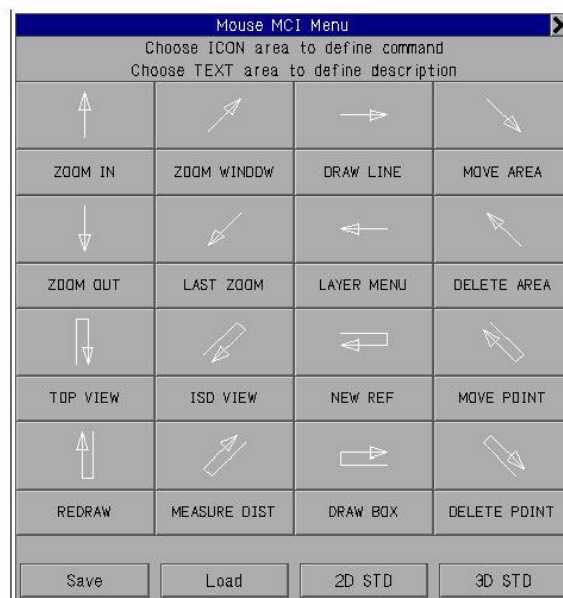 Mouse MCI Menu
Choose ICON area to define command
Choose TEXT area to define description
ZOOM IN ZOOM WINDOW DRAW LINE MOVE AREA
ZOOM OUT LAST ZOOM LAYER MENU DELETE AREA
TOP VIEW ISO VIEW NEW REF MOVE POINT
REDRAW MEASURE DIST DRAW BOX DELETE POINT
Save Load 2D STD 3D STD